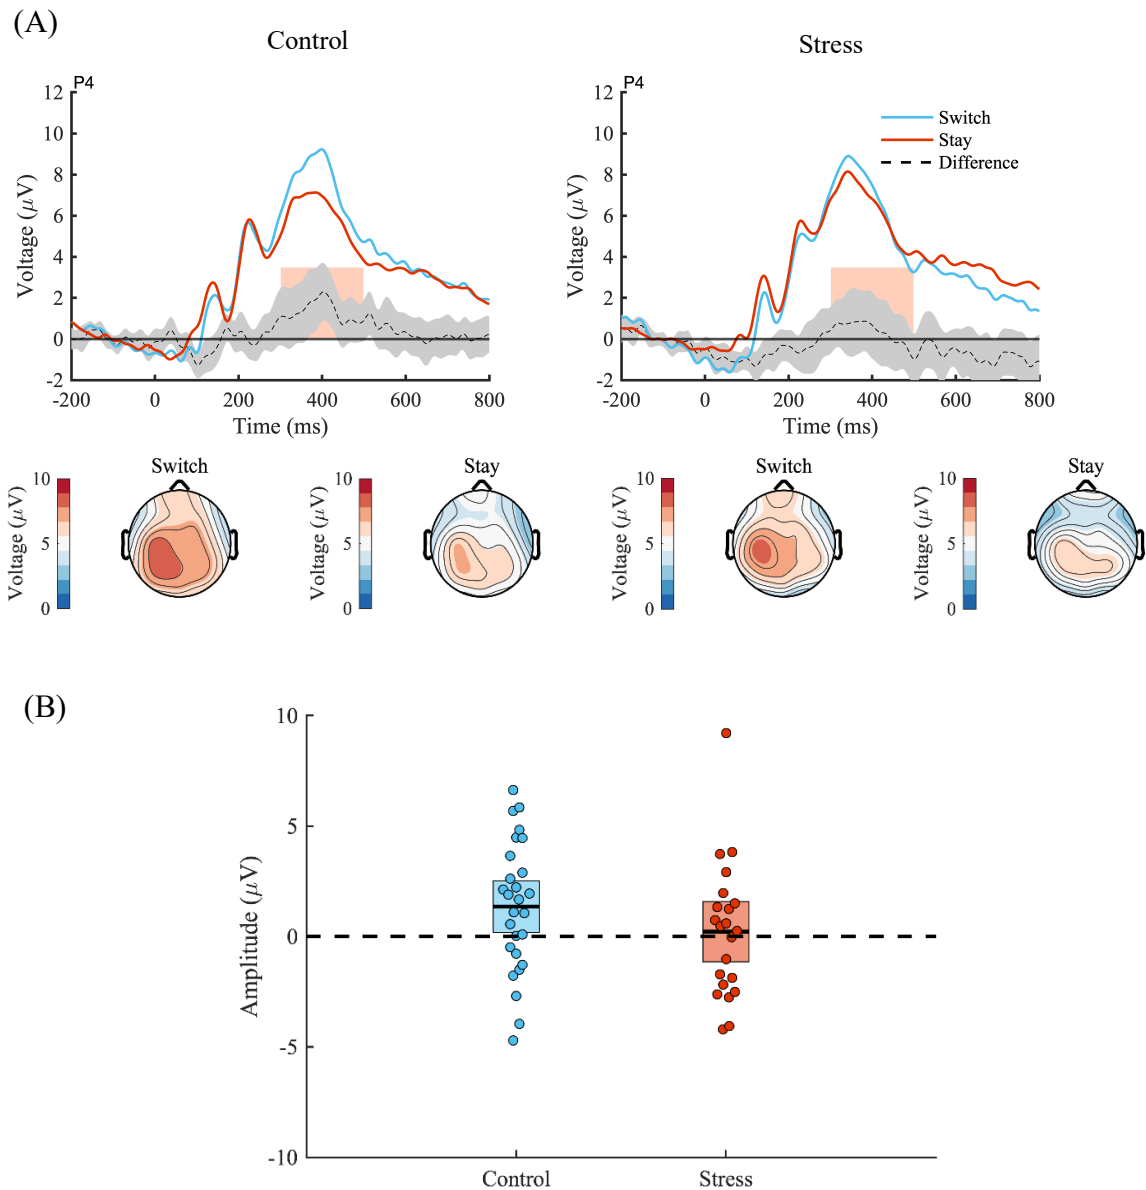 (A)
Control
Stress
P4
12
10
8
6
4
2
0
-2
Voltage (μV)
-200 0 200 400 600 800
Time (ms)
P4
12
10
8
6
4
2
0
-2
Voltage (μV)
-200 0 200 400 600 800
Time (ms)
Switch
Stay
Difference
Switch
10
5
0
Voltage (μV)
Stay
10
5
0
Voltage (μV)
Switch
10
5
0
Voltage (μV)
Stay
10
5
0
Voltage (μV)
(B)
10
5
0
-5
-10
Amplitude (μV)
Control Stress